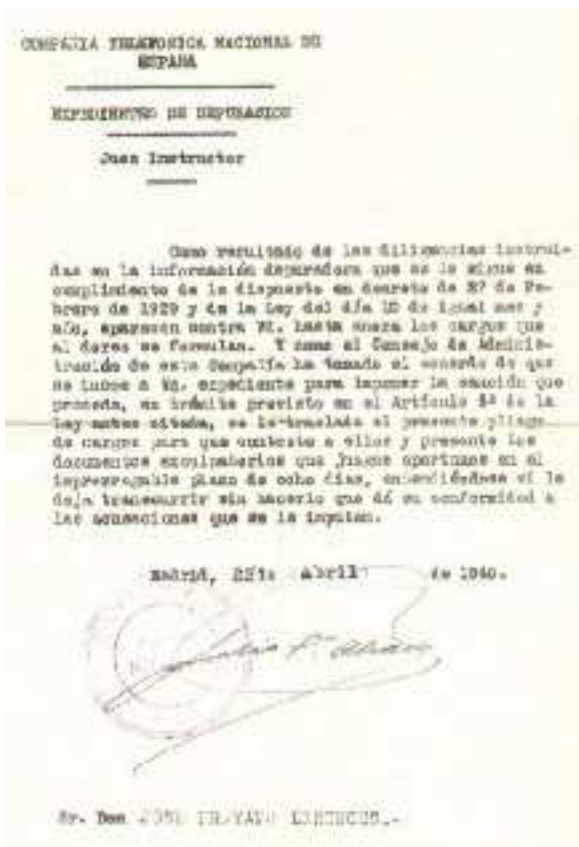 COMPAÑIA TELEFONICA NACIONAL DE
ESPAÑA
EXPEDIENTES DE DEPURACION
Juez Instructor
Como resultado de las diligencias instrui-
das en la información depuradora que se le sigue en
cumplimiento de lo dispuesto en decreto de 27 de Fe-
brero de 1939 y de la Ley del día 10 de igual mes y
año, aparecen contra Vd. hasta ahora los cargos que
al dorso se formulan. Y como el Consejo de Adminis-
tración de esta Compañía ha tomado el acuerdo de que
se incoe a Vd. expediente para imponer la sanción que
proceda, en trámite previsto en el Artículo de la
Ley antes citada, se le traslada el presente pliego
de cargos para que conteste a ellos y presente los
documentos exculpatorios que juzgue oportunos en el
improrrogable plazo de ocho días, entendiéndose si lo
deja transcurrir sin hacerlo que dá su conformidad a
las acusaciones que se le imputan.
Madrid, Abril de 1940.
Sr. Don JOSE